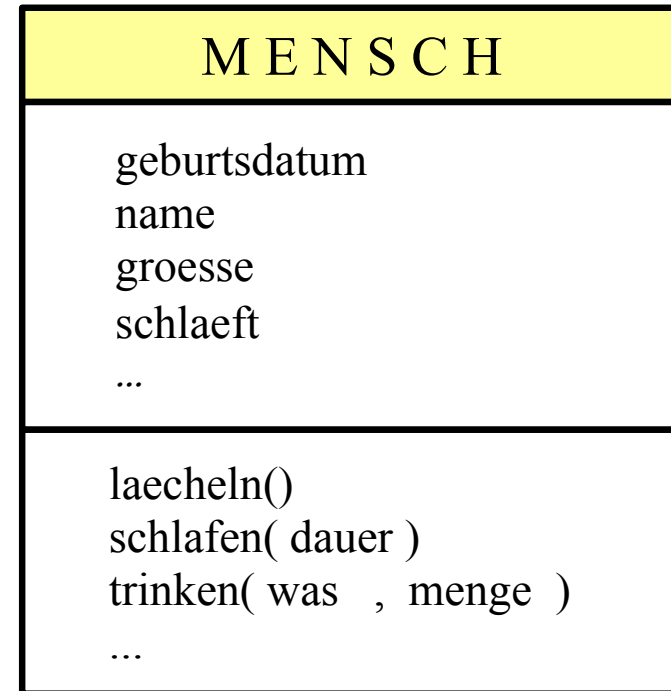 M E N S C H
geburtsdatum
name
groesse
schlaeft
...
laecheln()
schlafen( dauer )
trinken( was , menge )
...